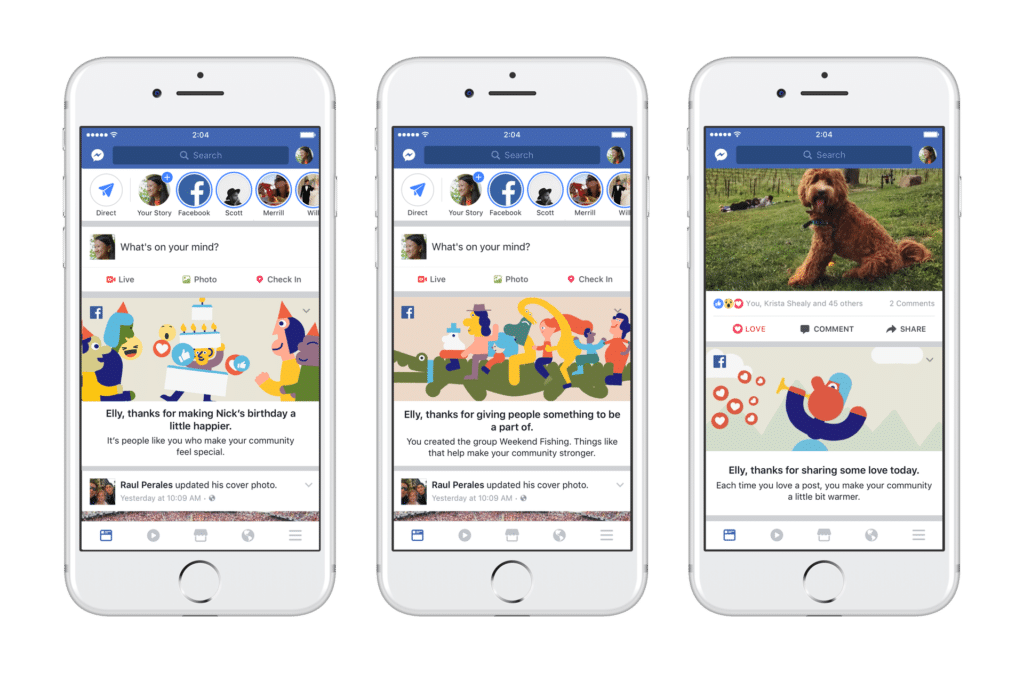 2:04
Search
Direct
Your Story
Facebook
Scott
Merrill
Will
What's on your mind?
Live
Photo
Check In
Elly, thanks for making Nick's birthday a
little happier.
It's people like you who make your community
feel special.
Raul Perales updated his cover photo.
Yesterday at 10:09 AM ·
2:04
Search
Direct
Your Story
Facebook
Scott
Merrill
Will
What's on your mind?
Live
Photo
Check In
Elly, thanks for giving people something to be
a part of.
You created the group Weekend Fishing. Things like
that help make your community stronger.
Raul Perales updated his cover photo.
Yesterday at 10:09 AM ·
2:04
Search
You, Krista Shealy and 45 others
2 Comments
LOVE
COMMENT
SHARE
Elly, thanks for sharing some love today.
Each time you love a post, you make your community
a little bit warmer.